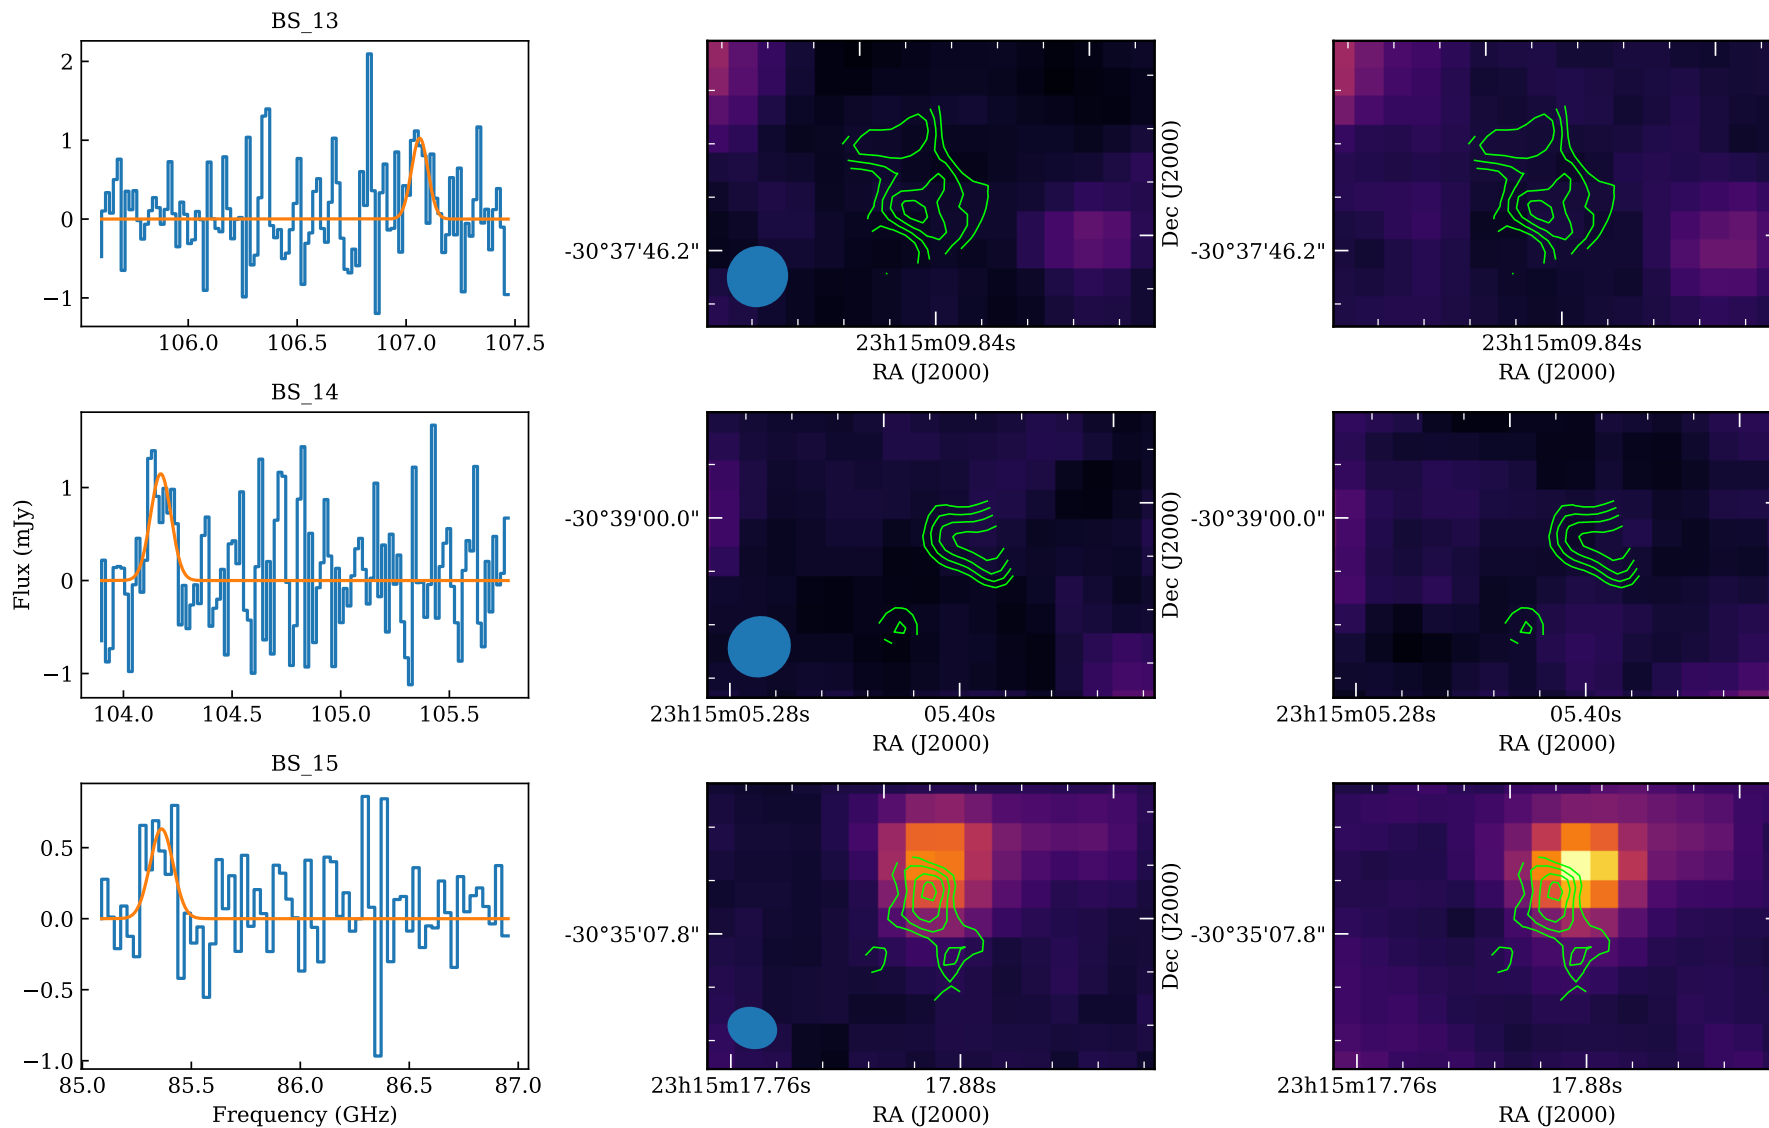 BS_13
2
1
0
−1
106.0 106.5 107.0 107.5
-30°37'46.2"
23h15m09.84s
RA (J2000)
Dec (J2000)
-30°37'46.2"
23h15m09.84s
RA (J2000)
BS_14
Flux (mJy)
1
0
−1
104.0 104.5 105.0 105.5
-30°39'00.0"
23h15m05.28s 05.40s
RA (J2000)
Dec (J2000)
-30°39'00.0"
23h15m05.28s 05.40s
RA (J2000)
BS_15
0.5
0.0
−0.5
−1.0
85.0 85.5 86.0 86.5 87.0
Frequency (GHz)
-30°35'07.8"
23h15m17.76s 17.88s
RA (J2000)
Dec (J2000)
-30°35'07.8"
23h15m17.76s 17.88s
RA (J2000)